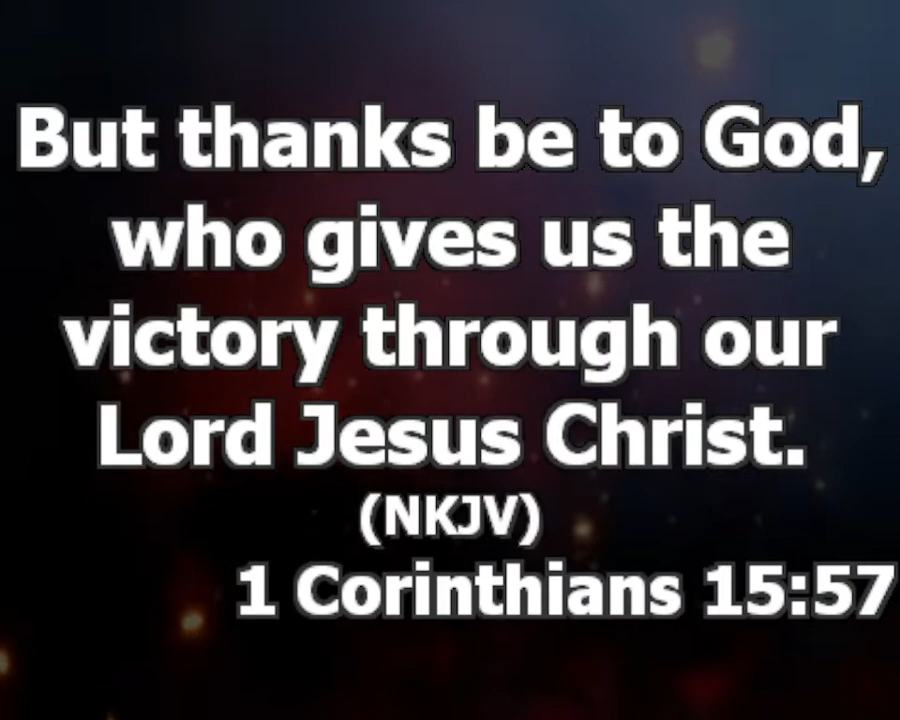 But thanks be to God,
who gives us the
victory through our
Lord Jesus Christ.
(NKJV)
1 Corinthians 15:57